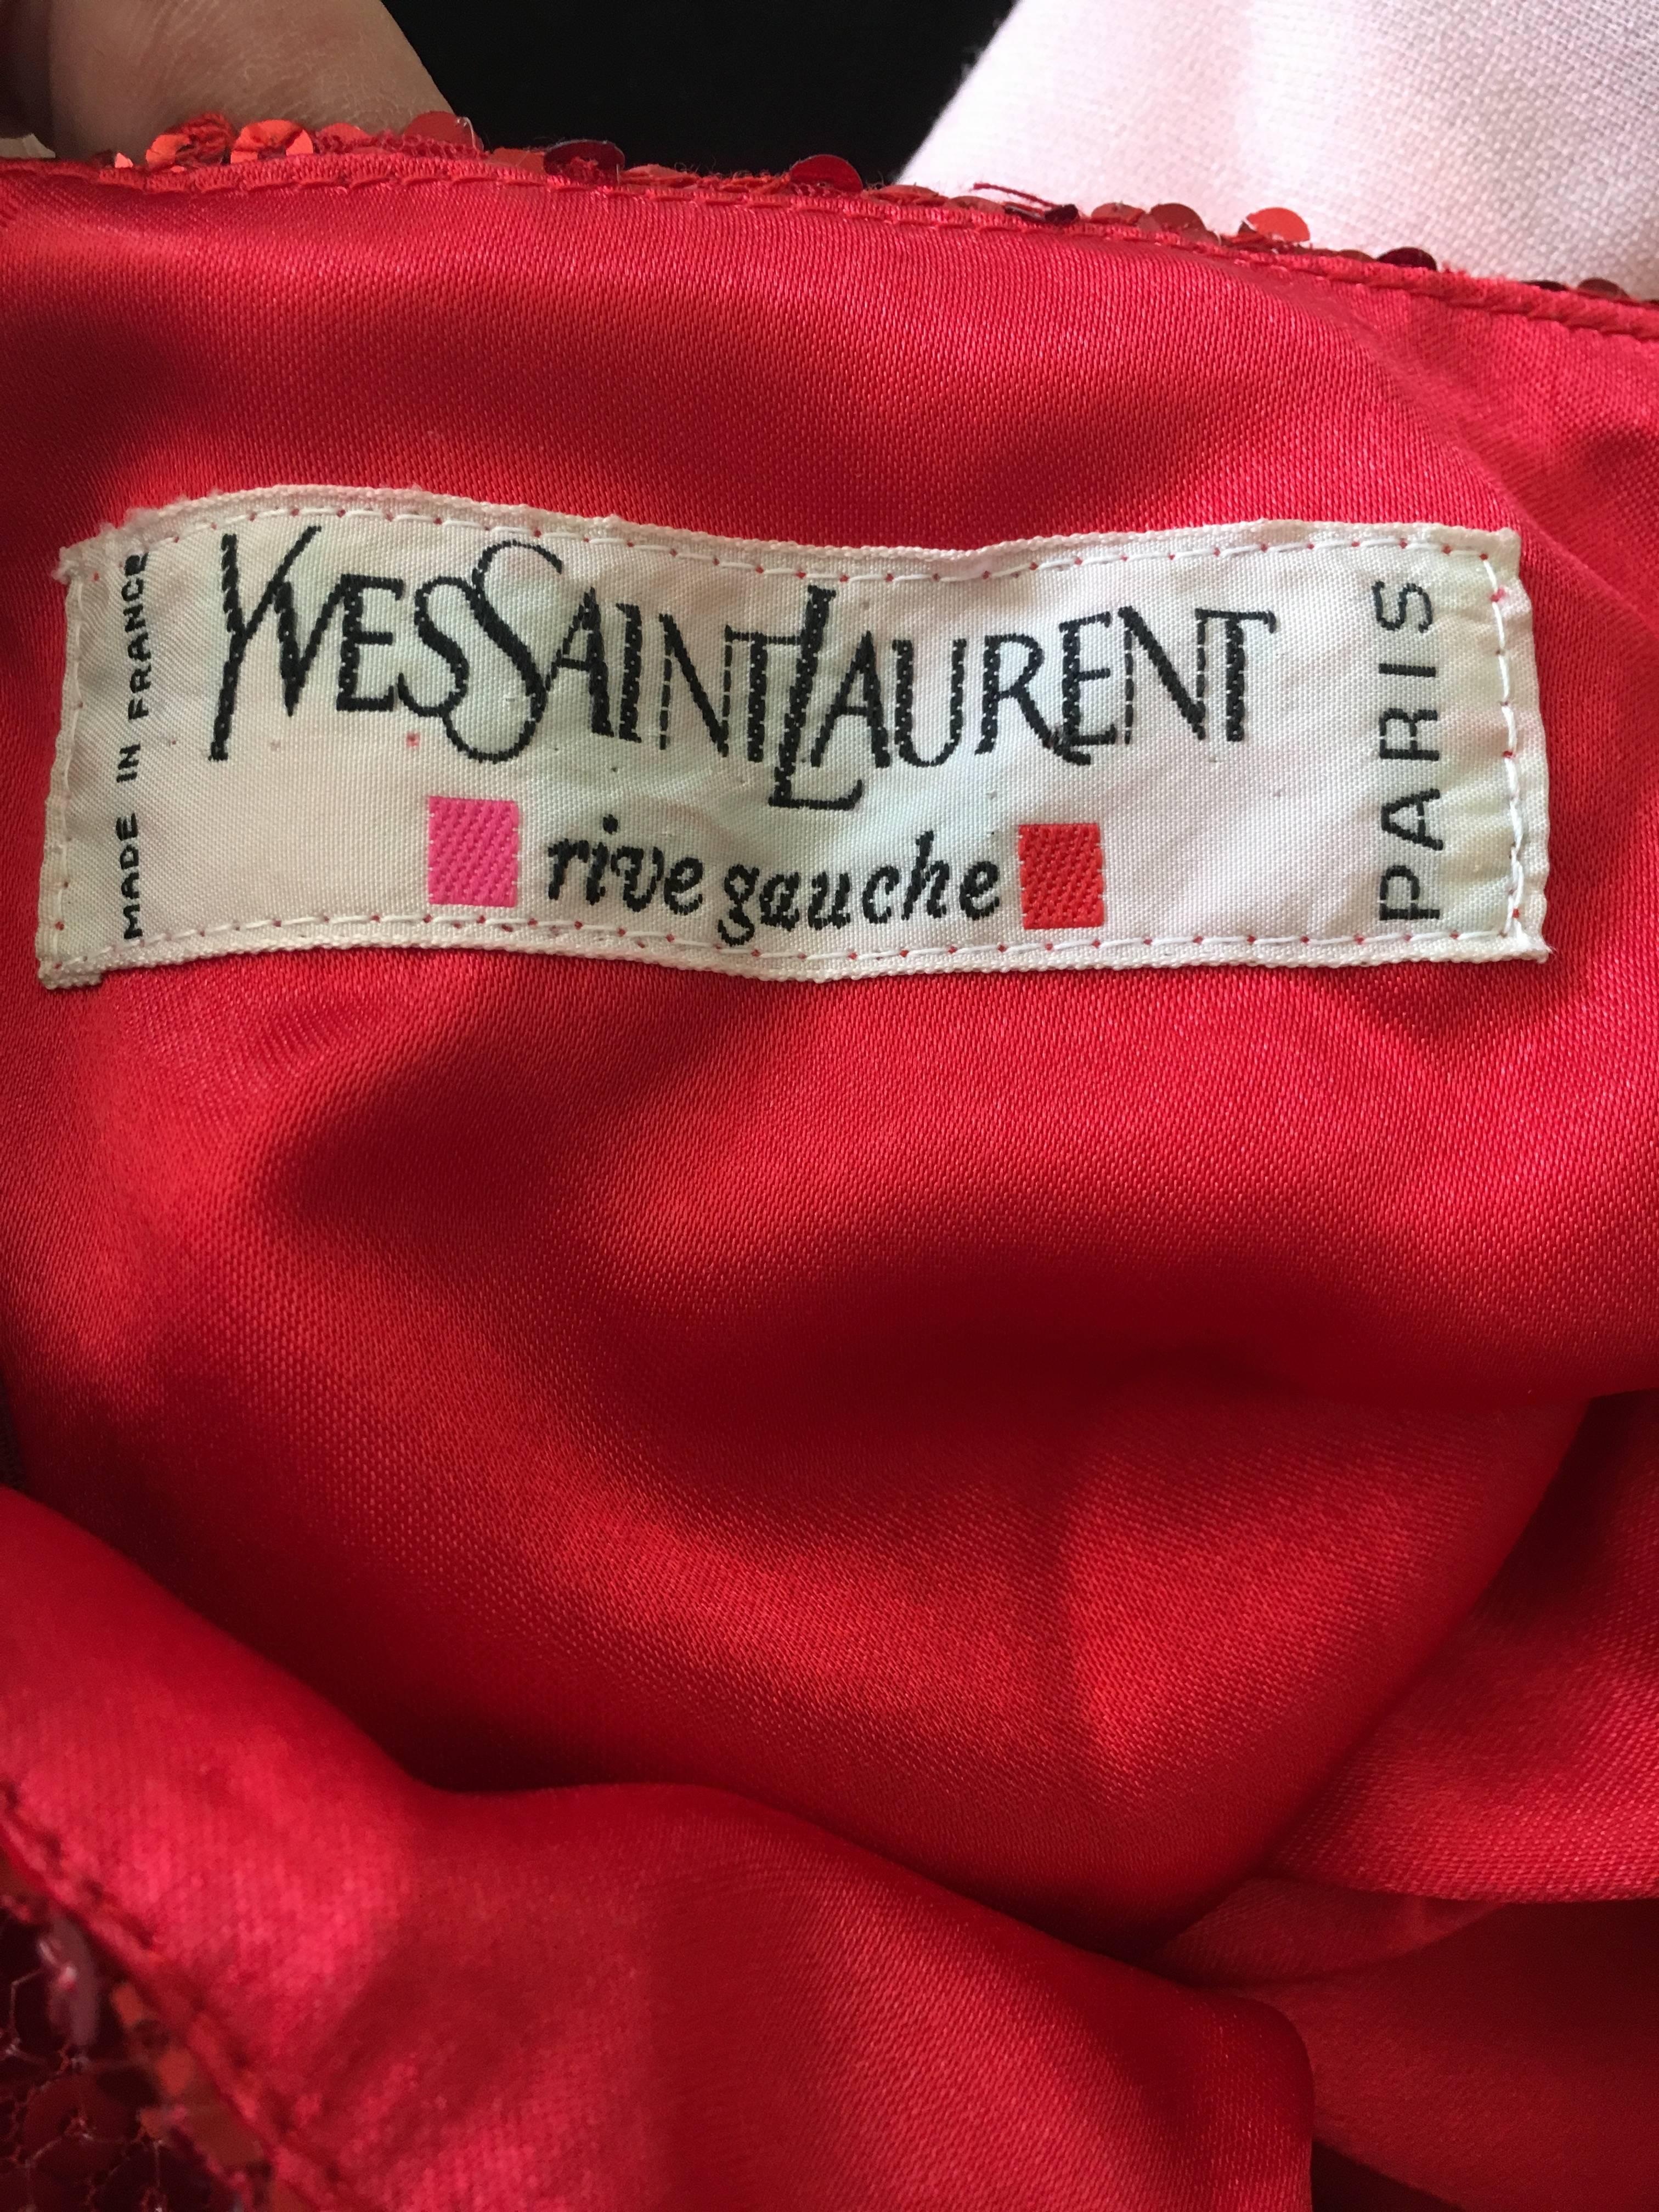 MADE IN FRANCE
YVESSAINTLAURENT
rive gauche
PARIS